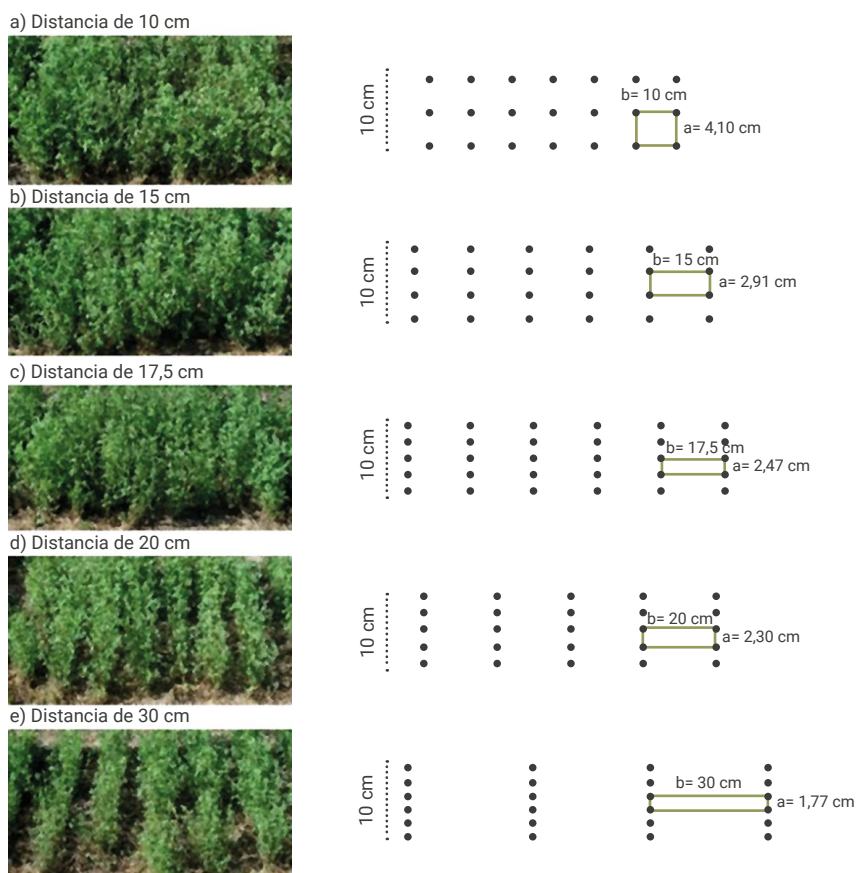 a) Distancia de 10 cm
10 cm
b= 10 cm
a= 4,10 cm
b) Distancia de 15 cm
10 cm
b= 15 cm
a= 2,91 cm
c) Distancia de 17,5 cm
10 cm
b= 17,5 cm
a= 2,47 cm
d) Distancia de 20 cm
10 cm
b= 20 cm
a= 2,30 cm
e) Distancia de 30 cm
10 cm
b= 30 cm
a= 1,77 cm